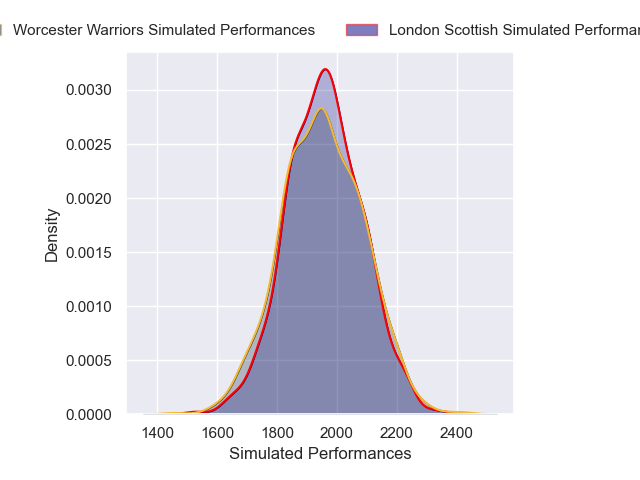 Worcester Warriors Simulated Performances
London Scottish Simulated
0.0030
0.0025
0.0020
0.0015
0.0010
0.0005
0.0000
Density
1400 1600 1800 2000 2200 2400
Simulated Performances